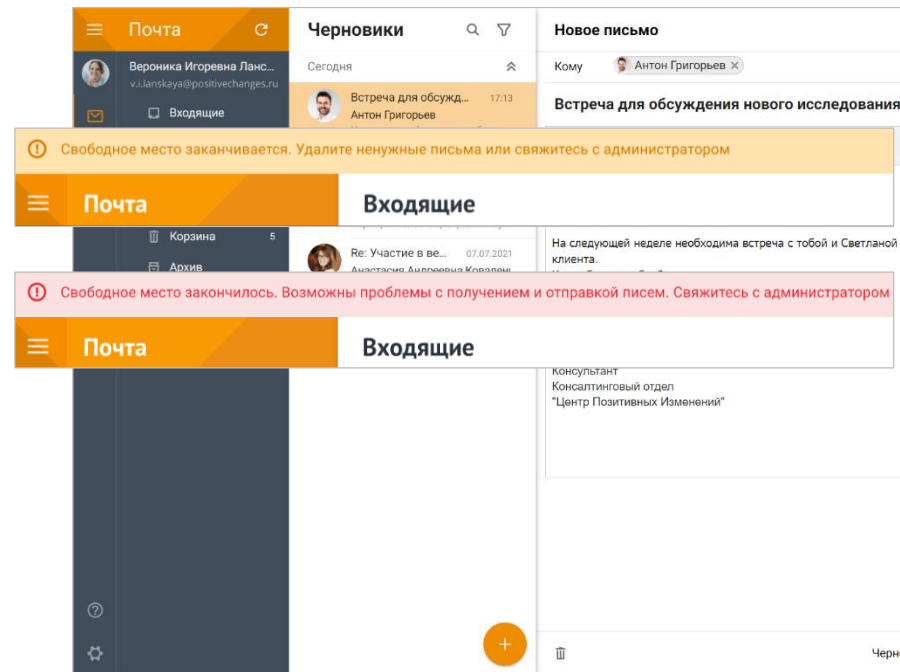 Почта
Черновики
Новое письмо
Вероника Игоревна Ланс...
v.i.lanskaya@positivechanges.ru
Сегодня
Кому Антон Григорьев
Входящие
Встреча для обсужд... 17:13
Антон Григорьев
Встреча для обсуждения нового исследования
Свободное место заканчивается. Удалите ненужные письма или свяжитесь с администратором
Почта
Входящие
Корзина 5
Архив
Re: Участие в ве... 07.07.2021
Анастасия Андреевна
На следующей неделе необходима встреча с тобой и Светланой
клиента.
Свободное место закончилось. Возможны проблемы с получением и отправкой писем. Свяжитесь с администратором
Почта
Входящие
Консультант
Консалтинговый отдел
"Центр Позитивных Изменений"